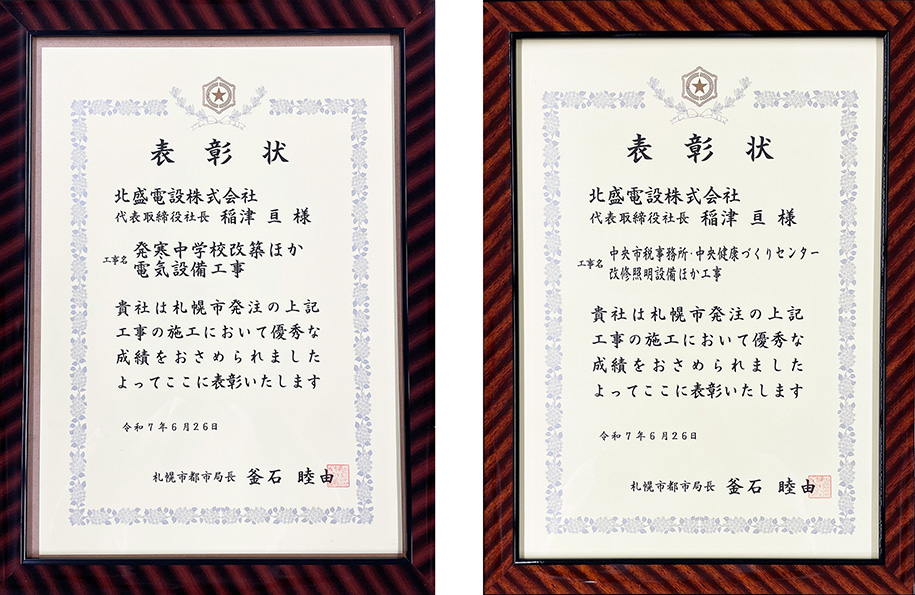 表彰状
北盛電設株式会社
代表取締役社長 稲津 亘 様
工事名 発寒中学校改築ほか
電気設備工事
貴社は札幌市発注の上記
工事の施工において優秀な
成績をおさめられました
よってここに表彰いたします
令和7年6月26日
札幌市都市局長 釜石 睦由
表彰状
北盛電設株式会社
代表取締役社長 稲津 亘 様
工事名 中央市税事務所・中央健康づくりセンター
改修照明設備ほか工事
貴社は札幌市発注の上記
工事の施工において優秀な
成績をおさめられました
よってここに表彰いたします
令和7年6月26日
札幌市都市局長 釜石 睦由